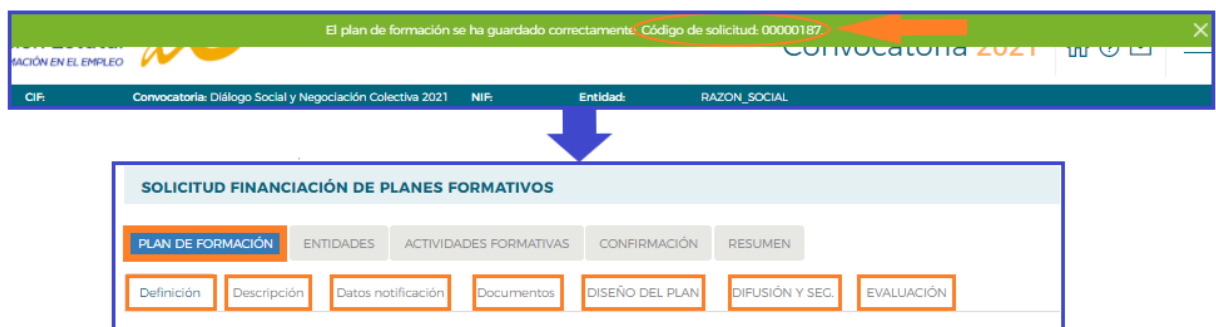 El plan de formación se ha guardado correctamente Código de solicitud: 00000187.
MACIÓN EN EL EMPLEO
Convocatoria 2021
CIF: Convocatoria: Diálogo Social y Negociación Colectiva 2021 NIF: Entidad: RAZON_SOCIAL
SOLICITUD FINANCIACIÓN DE PLANES FORMATIVOS
PLAN DE FORMACIÓN ENTIDADES ACTIVIDADES FORMATIVAS CONFIRMACIÓN RESUMEN
Definición Descripción Datos notificación Documentos DISEÑO DEL PLAN DIFUSIÓN Y SEG. EVALUACIÓN